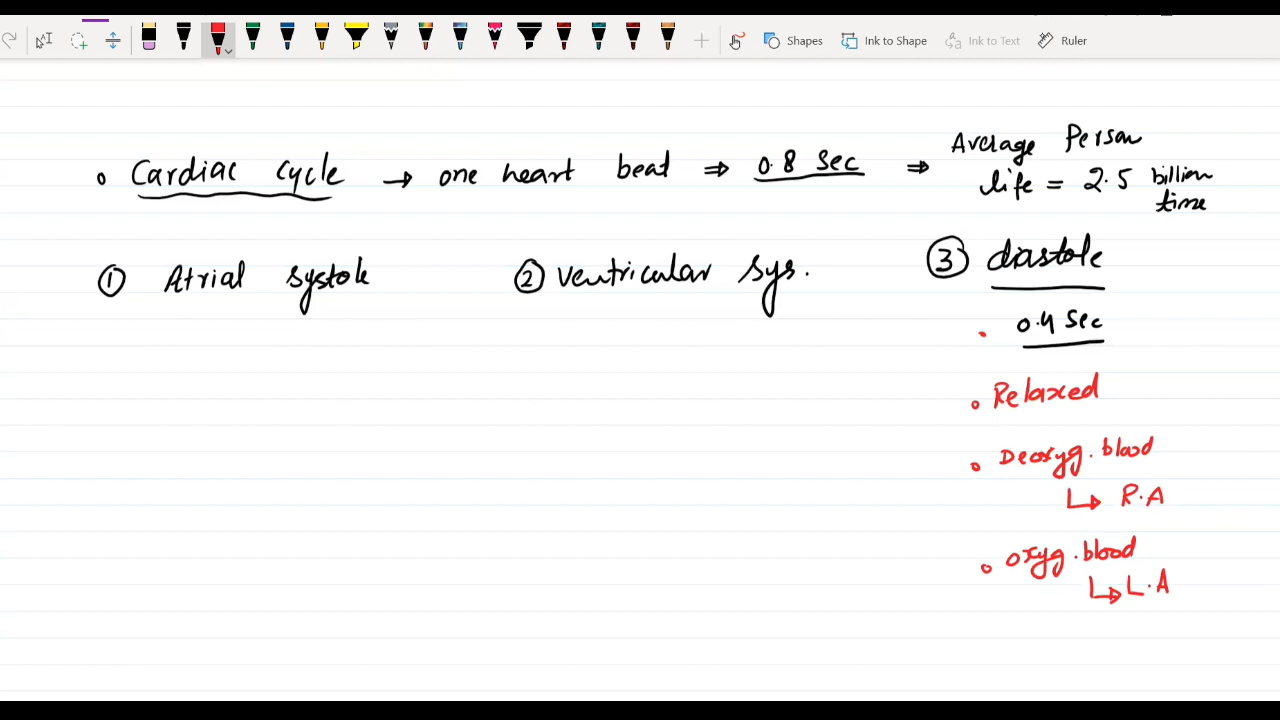 Shapes Ink to Shape Ink to Text Ruler
Cardiac cycle → one heart beat ⇒ 0.8 Sec ⇒ Average Person
life = 2.5 billion
time
① Atrial systole ② ventricular sys. ③ diastole
0.4 Sec
Relaxed
Deoxyg. blood
↳ R.A
Oxyg. blood
↳ L.A